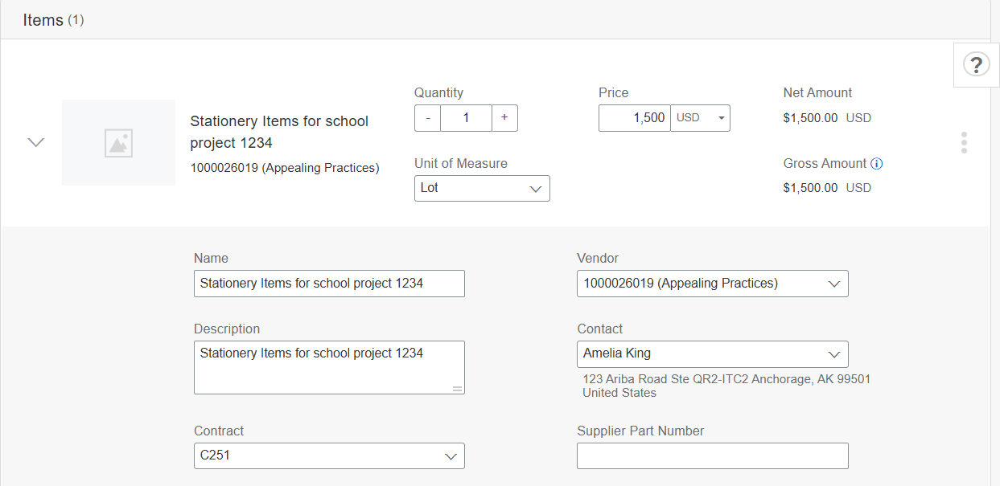 Items (1)
?
Quantity
Price
Net Amount
- 1 +
1,500 USD
$1,500.00 USD
Stationery Items for school
project 1234
1000026019 (Appealing Practices)
Unit of Measure
Gross Amount i
Lot
$1,500.00 USD
Name
Vendor
Stationery Items for school project 1234
1000026019 (Appealing Practices)
Description
Contact
Stationery Items for school project 1234
Amelia King
123 Ariba Road Ste QR2-ITC2 Anchorage, AK 99501
United States
Contract
Supplier Part Number
C251